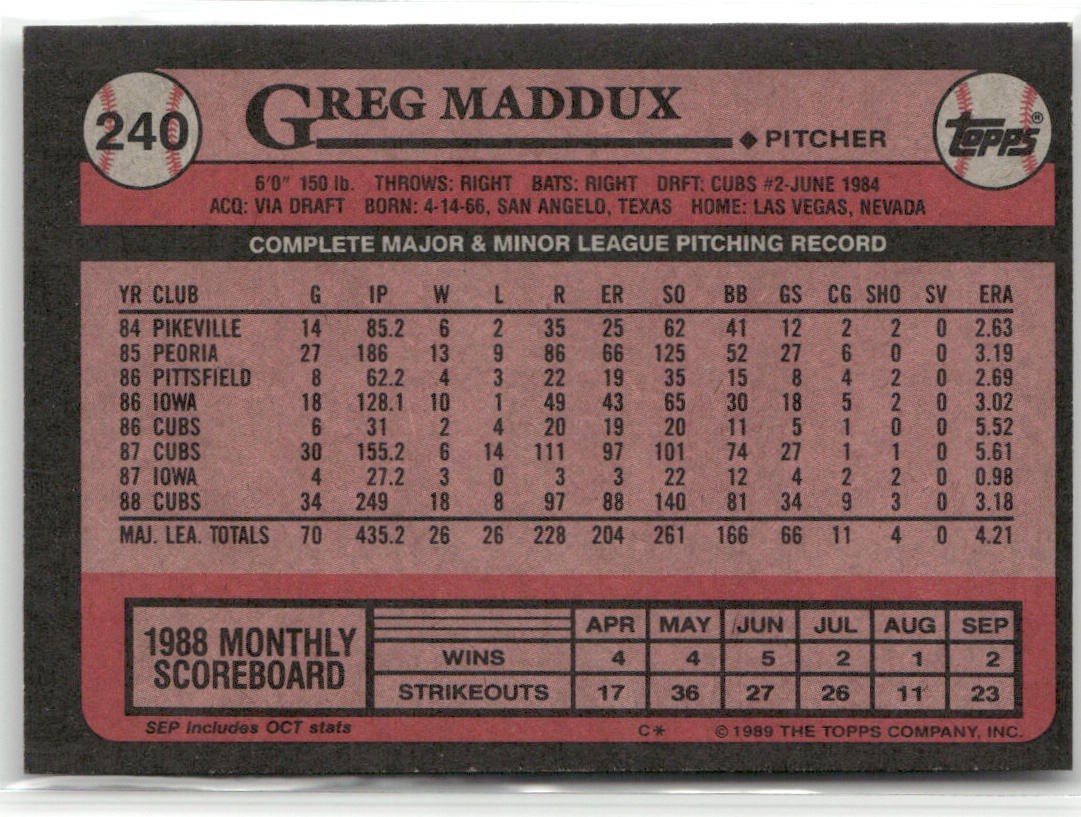 240
GREG MADDUX
◆ PITCHER
TOPPS®
6'0" 150 lb. THROWS: RIGHT BATS: RIGHT DRFT: CUBS #2-JUNE 1984
ACQ: VIA DRAFT BORN: 4-14-66, SAN ANGELO, TEXAS HOME: LAS VEGAS, NEVADA
COMPLETE MAJOR & MINOR LEAGUE PITCHING RECORD
YR CLUB G IP W L R ER SO BB GS CG SHO SV ERA
84 PIKEVILLE 14 85.2 6 2 35 25 62 41 12 2 2 0 2.63
85 PEORIA 27 186 13 9 86 66 125 52 27 6 0 0 3.19
86 PITTSFIELD 8 62.2 4 3 22 19 35 15 8 4 2 0 2.69
86 IOWA 18 128.1 10 1 49 43 65 30 18 5 2 0 3.02
86 CUBS 6 31 2 4 20 19 20 11 5 1 0 0 5.52
87 CUBS 30 155.2 6 14 111 97 101 74 27 1 1 0 5.61
87 IOWA 4 27.2 3 0 3 3 22 12 4 2 2 0 0.98
88 CUBS 34 249 18 8 97 88 140 81 34 9 3 0 3.18
MAJ. LEA. TOTALS 70 435.2 26 26 228 204 261 166 66 11 4 0 4.21
1988 MONTHLY
SCOREBOARD
APR MAY JUN JUL AUG SEP
WINS 4 4 5 2 1 2
STRIKEOUTS 17 36 27 26 11 23
SEP includes OCT stats
C* ©1989 THE TOPPS COMPANY, INC.